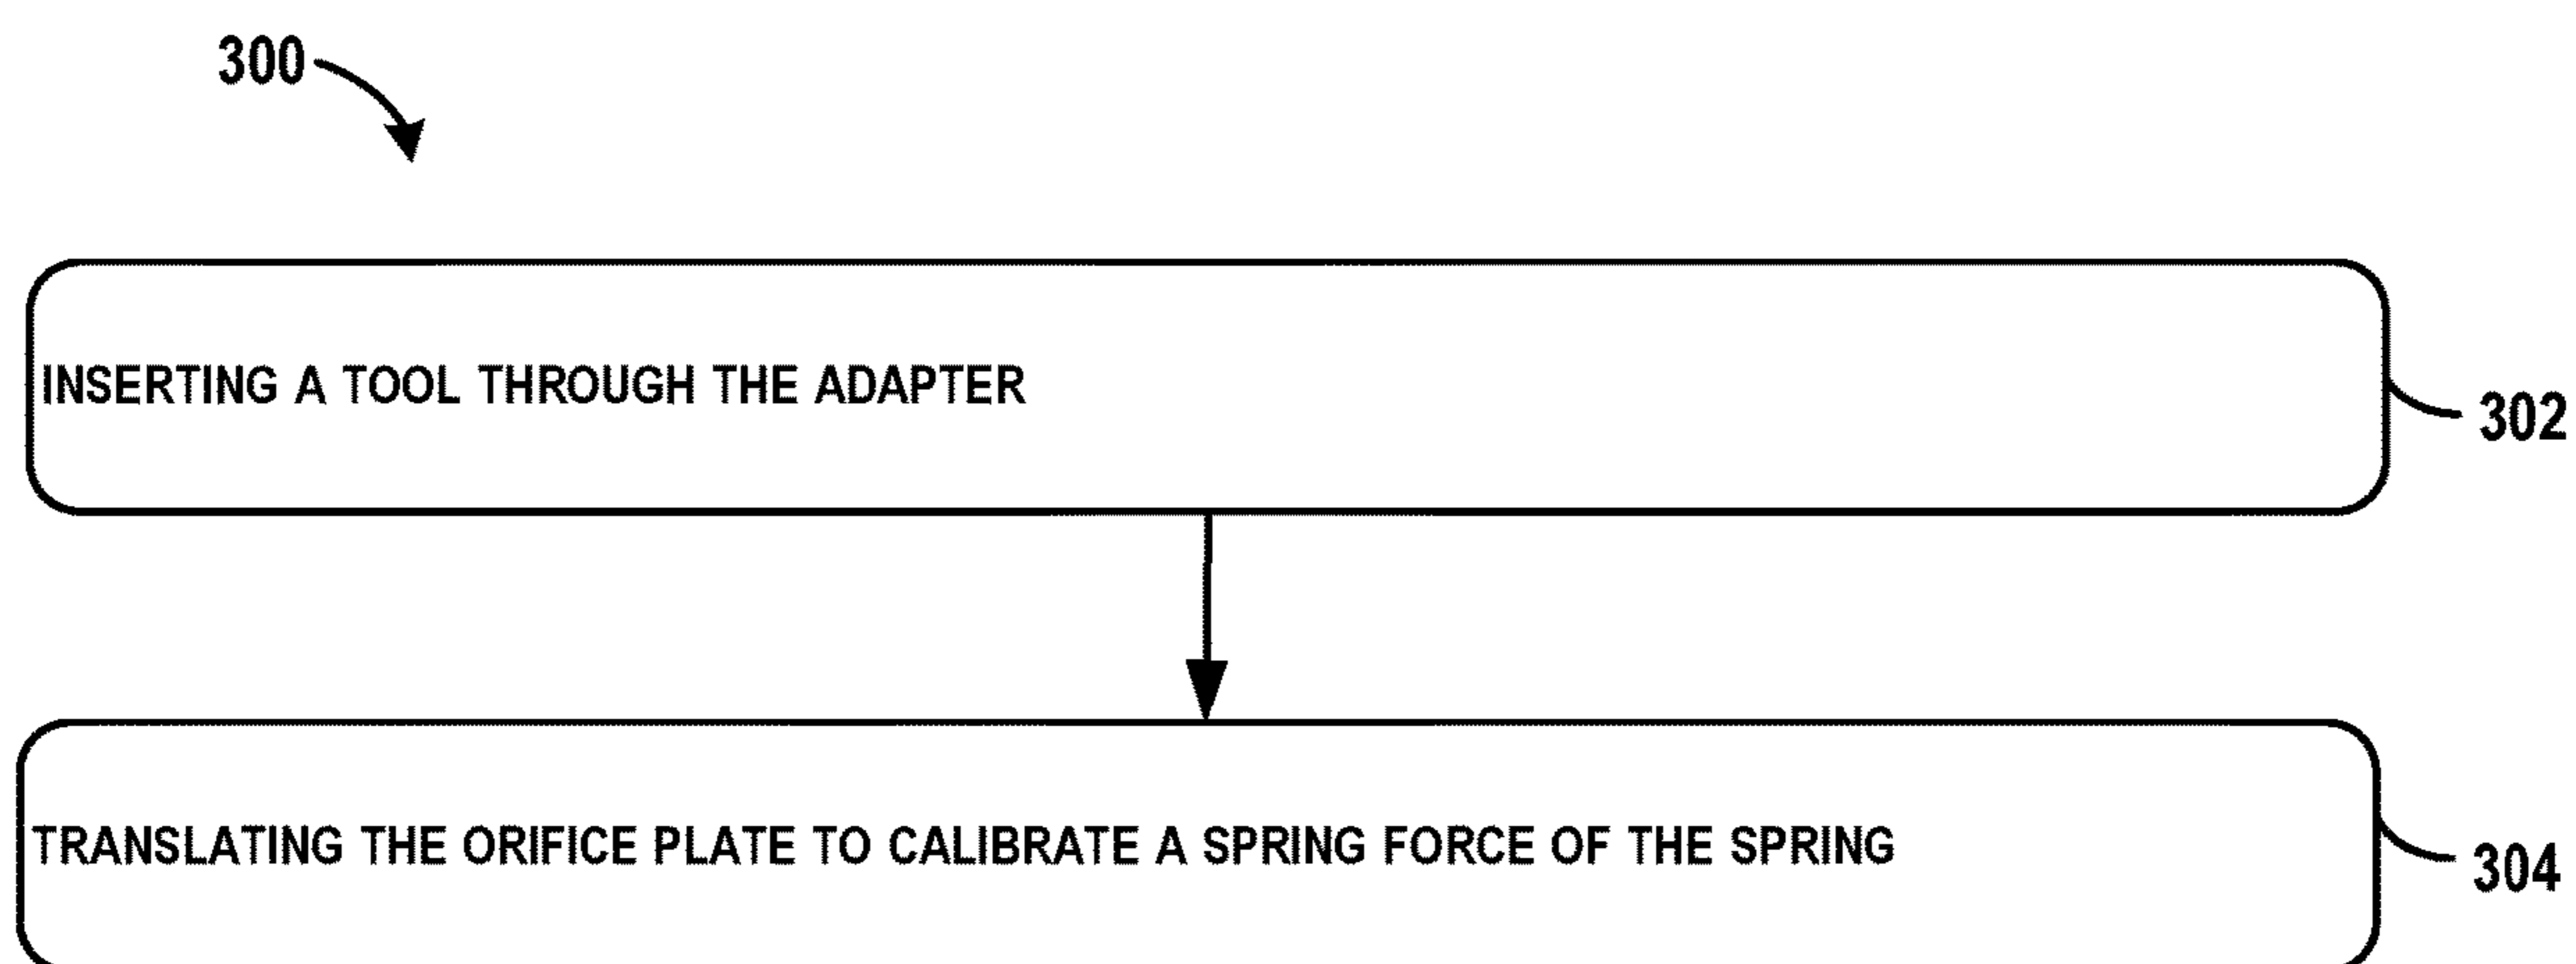 300
INSERTING A TOOL THROUGH THE ADAPTER
302
TRANSLATING THE ORIFICE PLATE TO CALIBRATE A SPRING FORCE OF THE SPRING
304